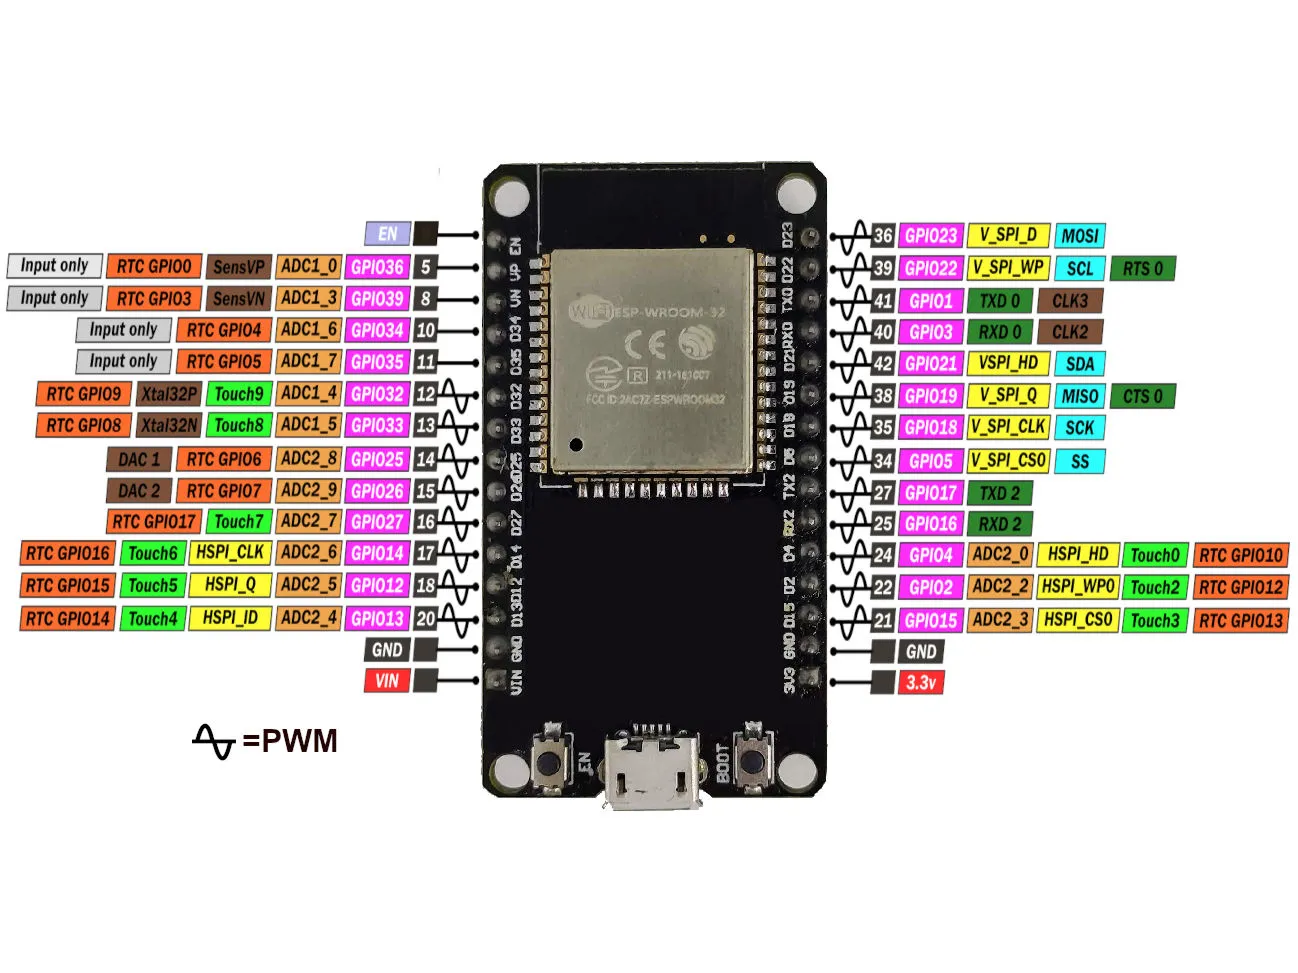 EN
Input only RTC GPIO0 SensVP ADC1_0 GPIO36 5
Input only RTC GPIO3 SensVN ADC1_3 GPIO39 8
Input only RTC GPIO4 ADC1_6 GPIO34 10
Input only RTC GPIO5 ADC1_7 GPIO35 11
RTC GPIO9 Xtal32P Touch9 ADC1_4 GPIO32 12
RTC GPIO8 Xtal32N Touch8 ADC1_5 GPIO33 13
DAC 1 RTC GPIO6 ADC2_8 GPIO25 14
DAC 2 RTC GPIO7 ADC2_9 GPIO26 15
RTC GPIO17 Touch7 ADC2_7 GPIO27 16
RTC GPIO16 Touch6 HSPI_CLK ADC2_6 GPIO14 17
RTC GPIO15 Touch5 HSPI_Q ADC2_5 GPIO12 18
RTC GPIO14 Touch4 HSPI_ID ADC2_4 GPIO13 20
GND
VIN
=PWM
EN
VP
VN
D34
D35
D32
D33
D25
D26
D27
D14
D12
D13
GND
VIN
WiFi ESP-WROOM-32
CE
R 211-161007
FCC ID:2AC7Z-ESPWROOM32
EN
BOOT
D23
D22
TX0
RX0
D21
D19
D18
D5
TX2
RX2
D4
D2
D15
GND
3V3
36 GPIO23 V_SPI_D MOSI
39 GPIO22 V_SPI_WP SCL RTS 0
41 GPIO1 TXD 0 CLK3
40 GPIO3 RXD 0 CLK2
42 GPIO21 VSPI_HD SDA
38 GPIO19 V_SPI_Q MISO CTS 0
35 GPIO18 V_SPI_CLK SCK
34 GPIO5 V_SPI_CS0 SS
27 GPIO17 TXD 2
25 GPIO16 RXD 2
24 GPIO4 ADC2_0 HSPI_HD Touch0 RTC GPIO10
22 GPIO2 ADC2_2 HSPI_WP0 Touch2 RTC GPIO12
21 GPIO15 ADC2_3 HSPI_CS0 Touch3 RTC GPIO13
GND
3.3v